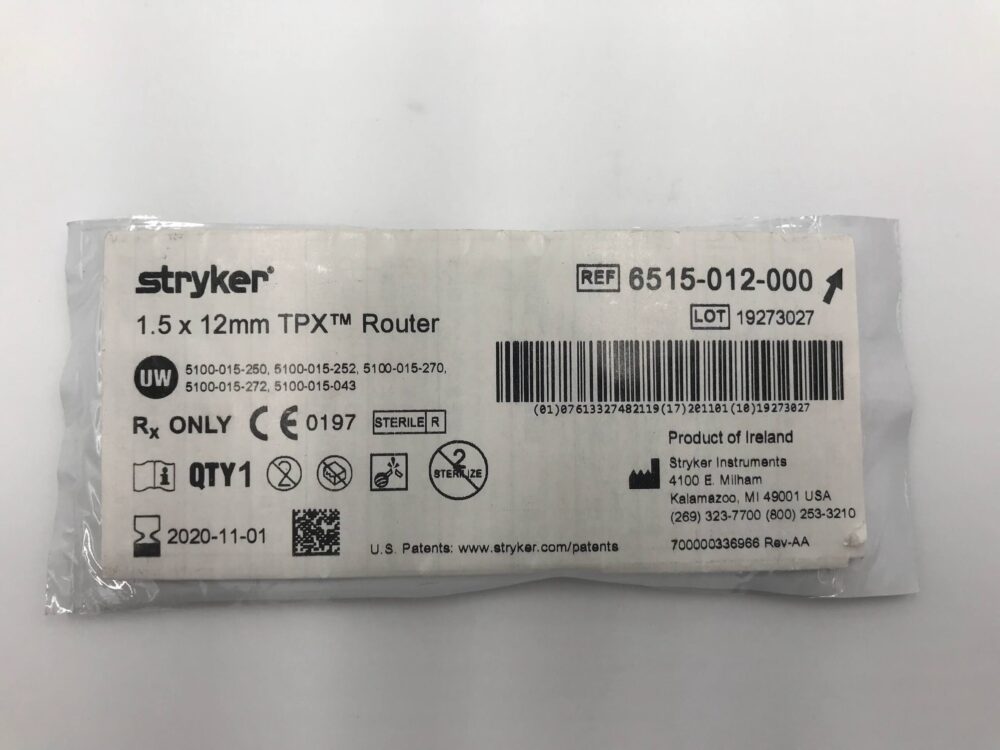 stryker®
1.5 x 12mm TPX™ Router
UW
5100-015-250, 5100-015-252, 5100-015-270,
5100-015-272, 5100-015-043
Rx ONLY CE 0197 STERILE R
i QTY1 2 2 STERILIZE
2020-11-01
U.S. Patents: www.stryker.com/patents
REF 6515-012-000
LOT 19273027
(01)07613327482119(17)201101(10)19273027
Product of Ireland
Stryker Instruments
4100 E. Milham
Kalamazoo, MI 49001 USA
(269) 323-7700 (800) 253-3210
700000336966 Rev-AA